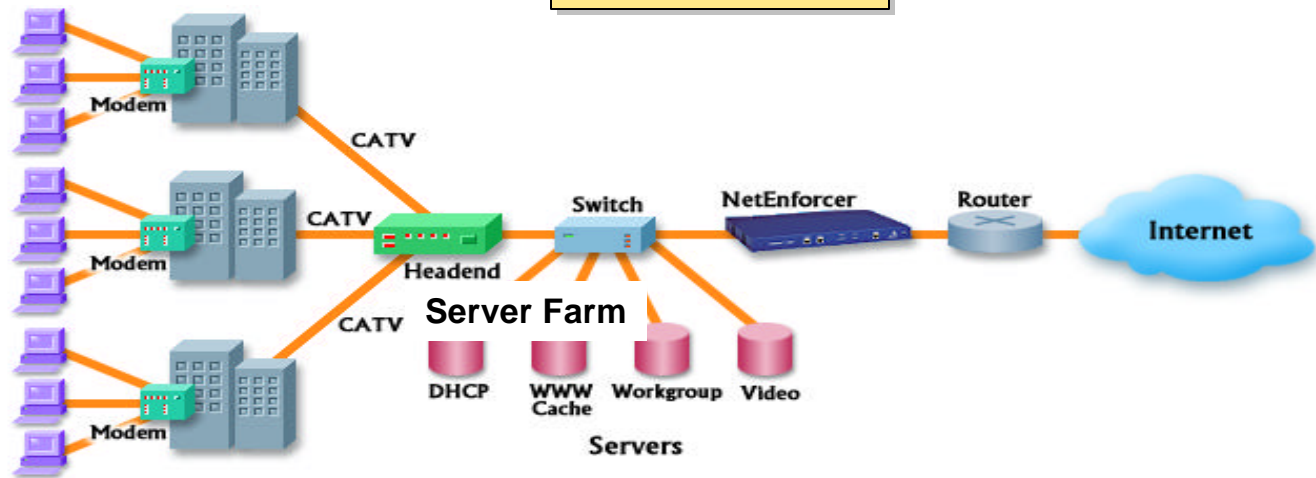 Modem
CATV
Switch
NetEnforcer
Router
CATV
Internet
Modem
Headend
Server Farm
CATV
DHCP
WWW
Cache
Workgroup
Video
Modem
Servers